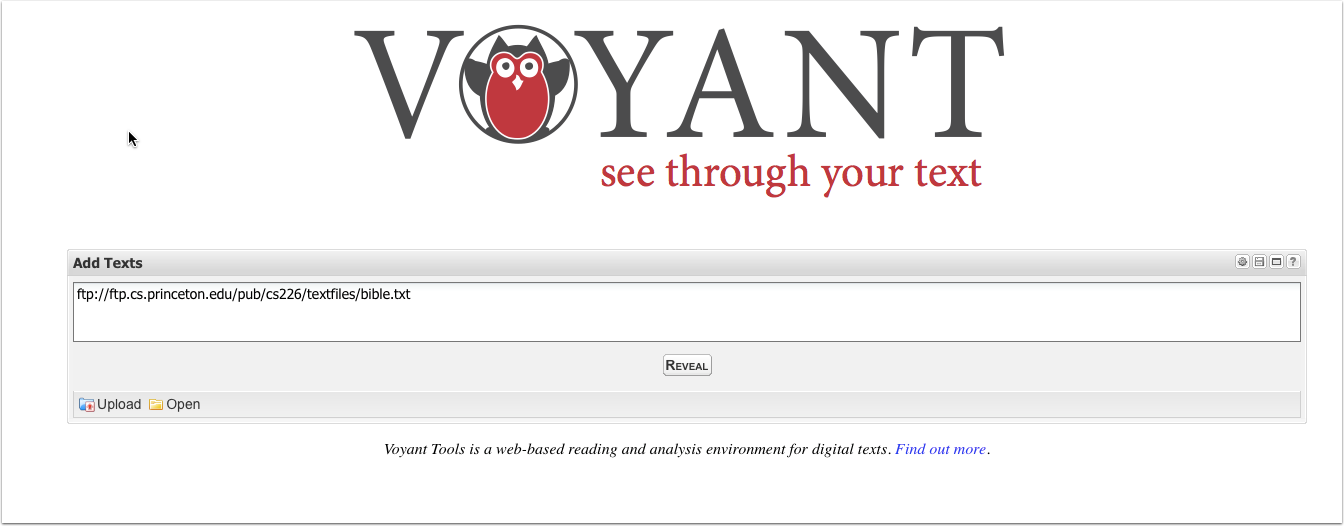 VOYANT
see through your text
Add Texts
ftp://ftp.cs.princeton.edu/pub/cs226/textfiles/bible.txt
REVEAL
Upload Open
Voyant Tools is a web-based reading and analysis environment for digital texts. Find out more.